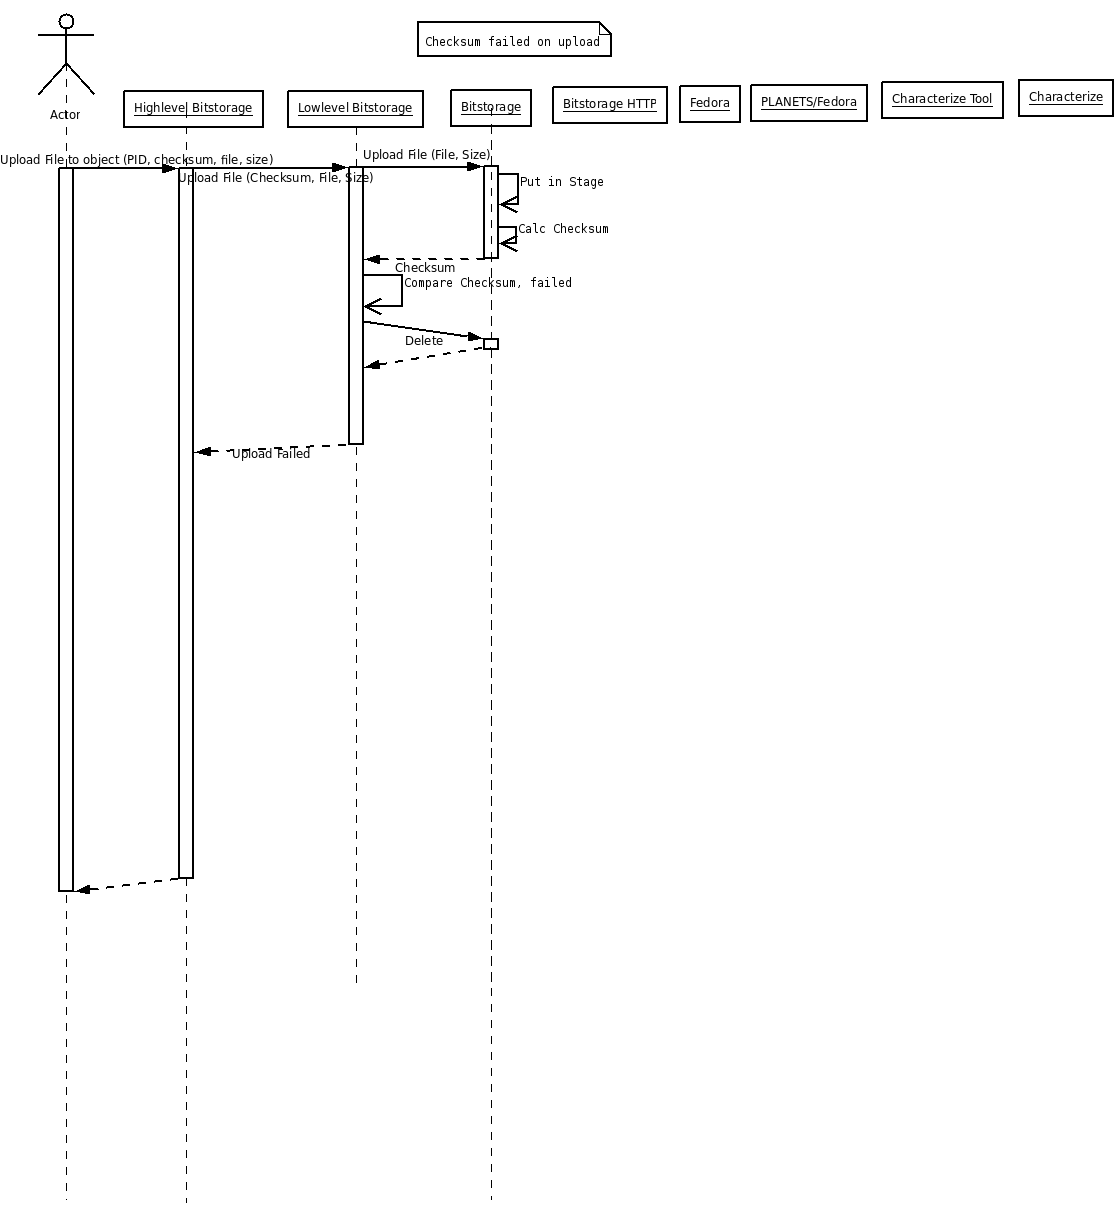 Checksum failed on upload
Actor
Highlevel Bitstorage
Lowlevel Bitstorage
Bitstorage
Bitstorage HTTP
Fedora
PLANETS/Fedora
Characterize Tool
Characterize
Upload File to object (PID, checksum, file, size)
Upload File (File, Size)
Upload File (Checksum, File, Size)
Put in Stage
Calc Checksum
Checksum
Compare Checksum, failed
Delete
Upload Failed